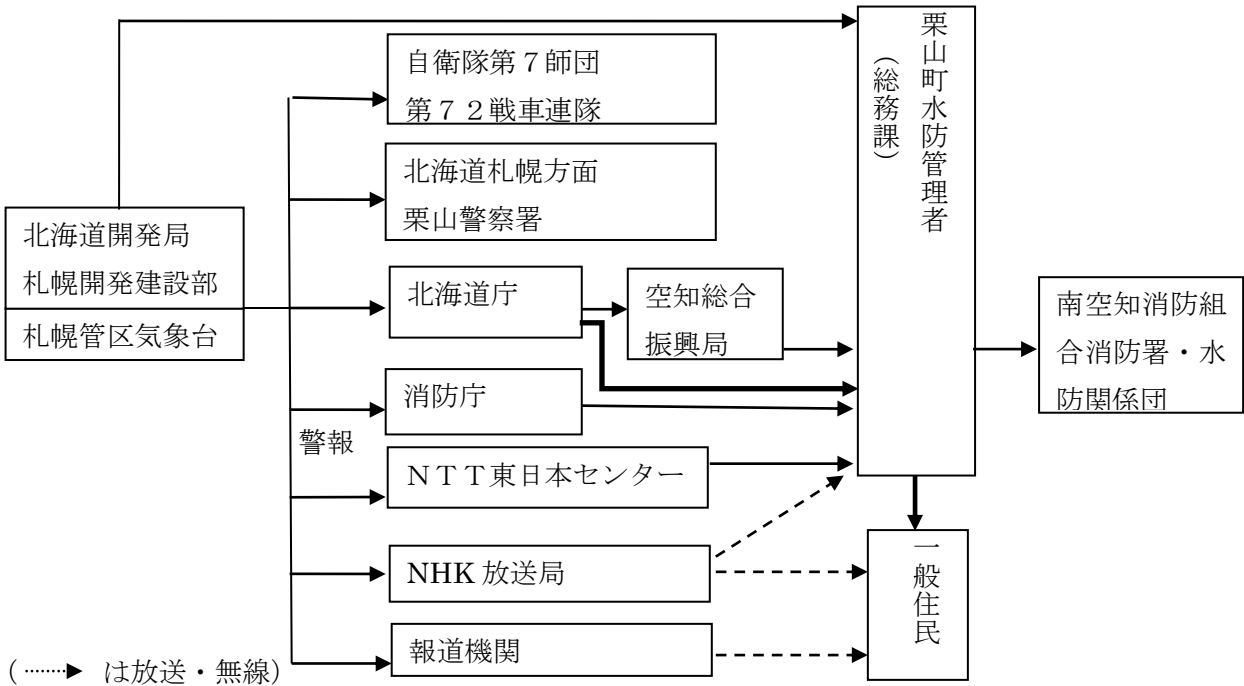 北海道開発局
札幌開発建設部
札幌管区気象台
自衛隊第７師団
第７２戦車連隊
北海道札幌方面
栗山警察署
北海道庁
空知総合
振興局
消防庁
警報
ＮＴＴ東日本センター
NHK 放送局
報道機関
栗山町水防管理者
（総務課）
一般住民
南空知消防組
合消防署・水
防関係団
( ........▶ は放送・無線)